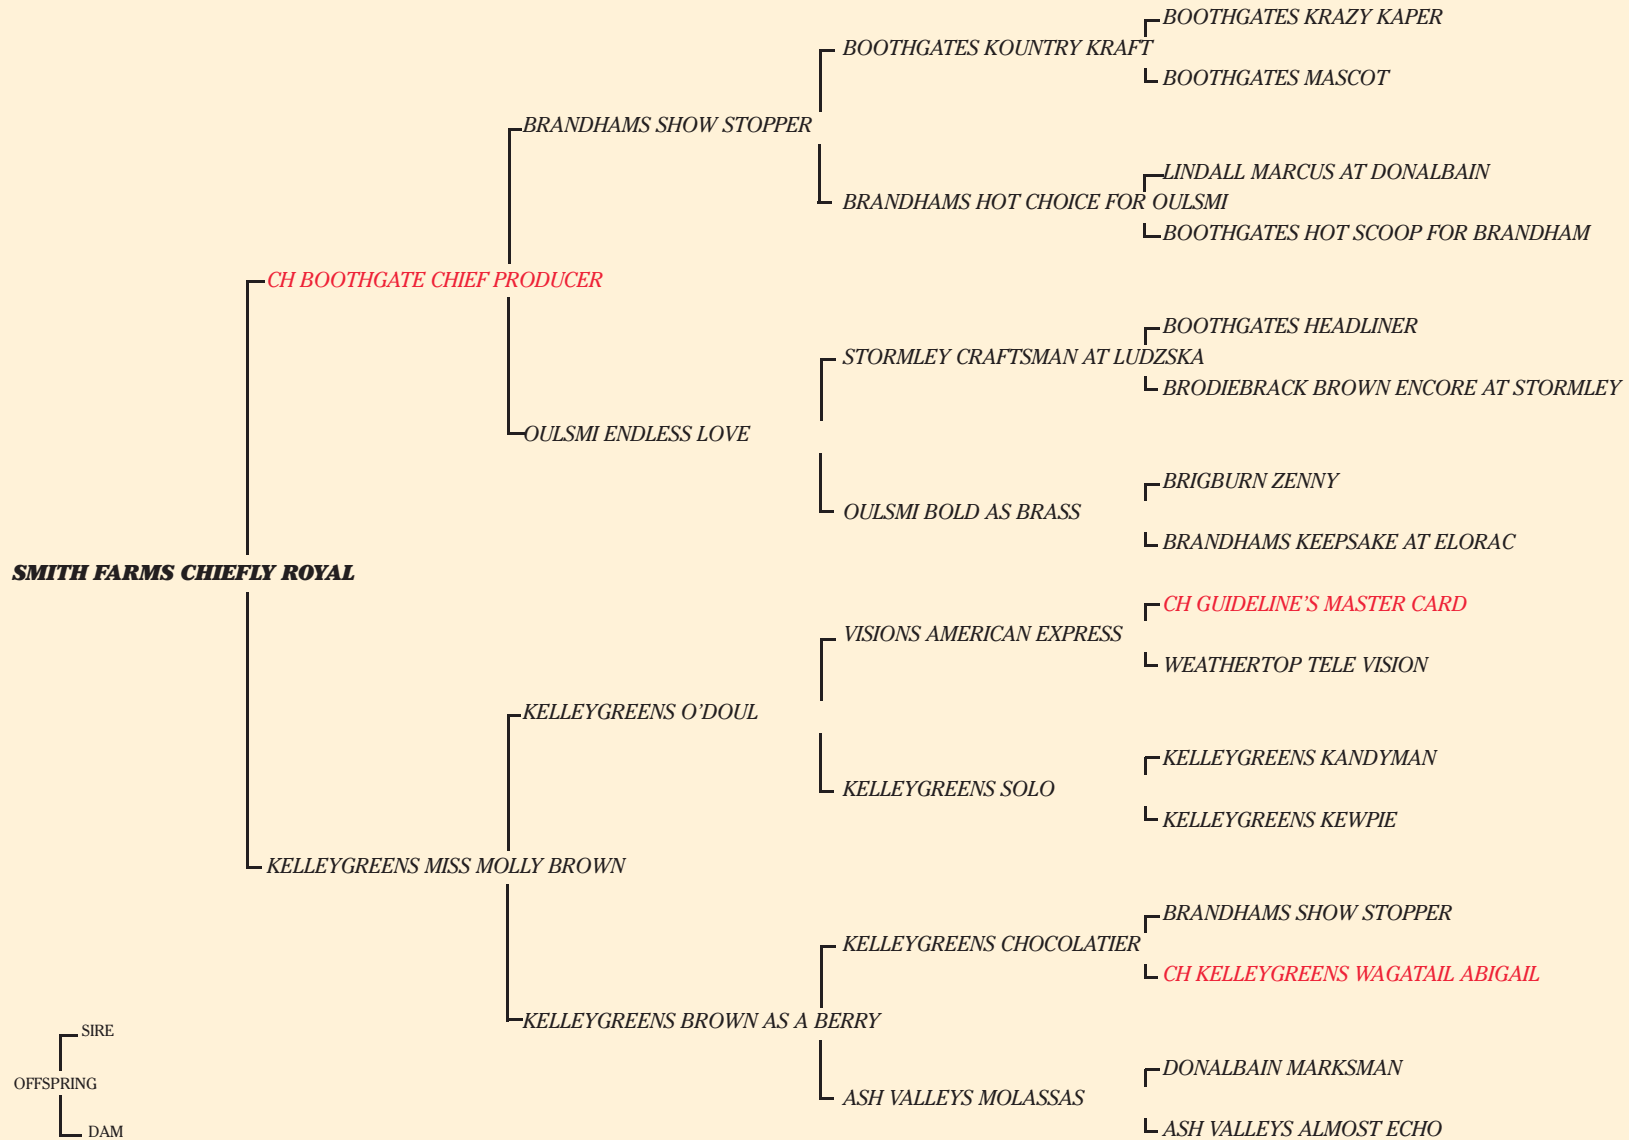 BOOTHGATES KRAZY KAPER
BOOTHGATES KOUNTRY KRAFT
BOOTHGATES MASCOT
BRANDHAMS SHOW STOPPER
LINDALL MARCUS AT DONALBAIN
BRANDHAMS HOT CHOICE FOR OULSMI
BOOTHGATES HOT SCOOP FOR BRANDHAM
CH BOOTHGATE CHIEF PRODUCER
BOOTHGATES HEADLINER
STORMLEY CRAFTSMAN AT LUDZSKA
BRODIEBRACK BROWN ENCORE AT STORMLEY
OULSMI ENDLESS LOVE
BRIGBURN ZENNY
OULSMI BOLD AS BRASS
BRANDHAMS KEEPSAKE AT ELORAC
SMITH FARMS CHIEFLY ROYAL
CH GUIDELINE’S MASTER CARD
VISIONS AMERICAN EXPRESS
WEATHERTOP TELE VISION
KELLEYGREENS O’DOUL
KELLEYGREENS KANDYMAN
KELLEYGREENS SOLO
KELLEYGREENS KEWPIE
KELLEYGREENS MISS MOLLY BROWN
BRANDHAMS SHOW STOPPER
KELLEYGREENS CHOCOLATIER
CH KELLEYGREENS WAGATAIL ABIGAIL
KELLEYGREENS BROWN AS A BERRY
DONALBAIN MARKSMAN
ASH VALLEYS MOLASSAS
ASH VALLEYS ALMOST ECHO
SIRE
OFFSPRING
DAM